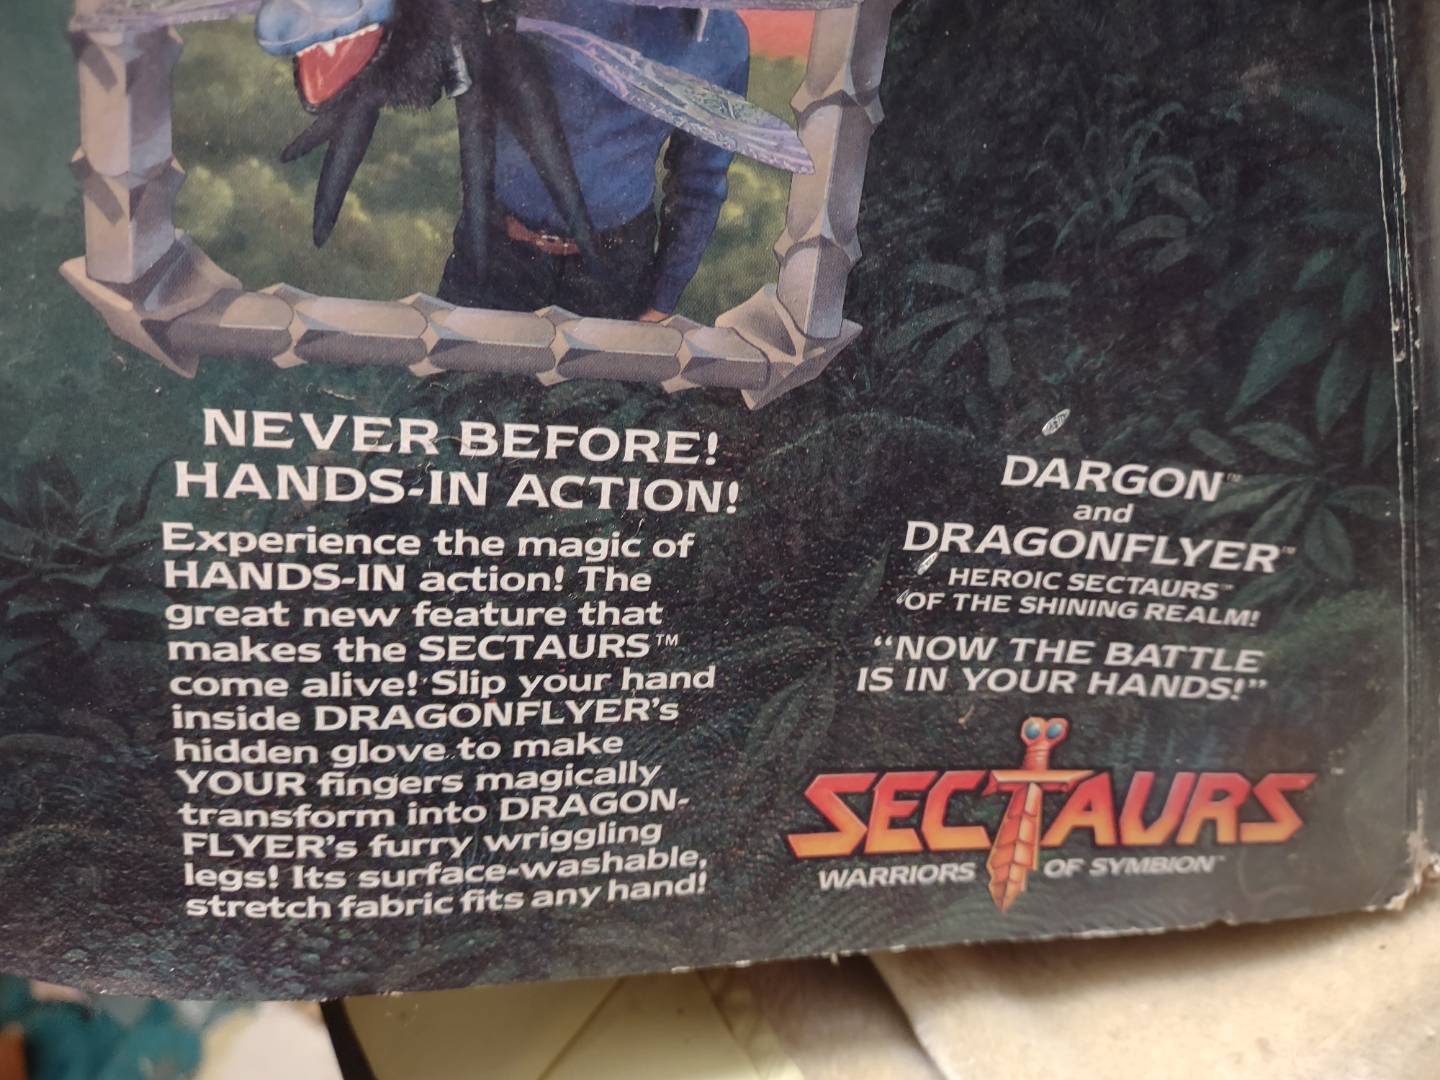 NEVER BEFORE!
HANDS-IN ACTION!
Experience the magic of
HANDS-IN action! The
great new feature that
makes the SECTAURS™
come alive! Slip your hand
inside DRAGONFLYER's
hidden glove to make
YOUR fingers magically
transform into DRAGON-
FLYER's furry wriggling
legs! Its surface-washable,
stretch fabric fits any hand!
DARGON™
and
DRAGONFLYER™
HEROIC SECTAURS™
OF THE SHINING REALM!
“NOW THE BATTLE
IS IN YOUR HANDS!”
SECTAURS
WARRIORS OF SYMBION™